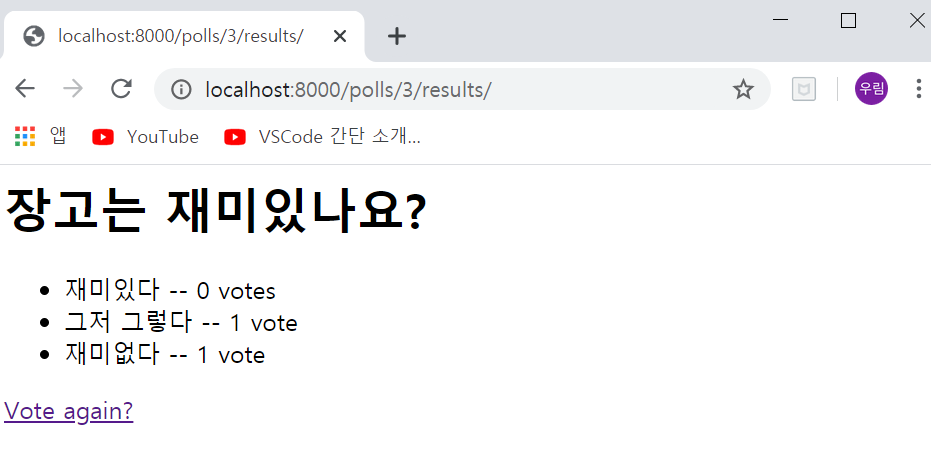 localhost:8000/polls/3/results/
localhost:8000/polls/3/results/
우림
앱 YouTube VSCode 간단 소개...
장고는 재미있나요?
재미있다 -- 0 votes
그저 그렇다 -- 1 vote
재미없다 -- 1 vote
Vote again?